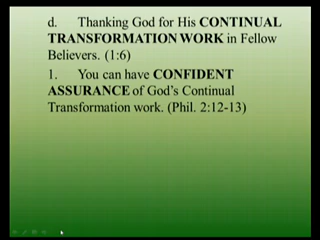 d. Thanking God for His CONTINUAL
TRANSFORMATION WORK in Fellow
Believers. (1:6)
1. You can have CONFIDENT
ASSURANCE of God's Continual
Transformation work. (Phil. 2:12-13)